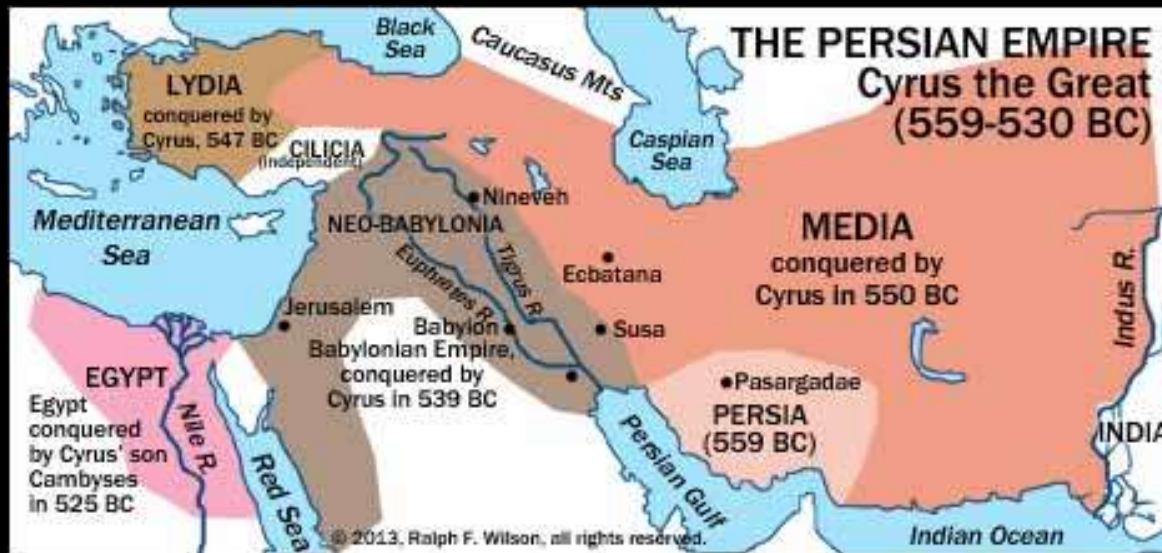 THE PERSIAN EMPIRE
Cyrus the Great
(559-530 BC)
Black
Sea
Caucasus Mts
Caspian
Sea
LYDIA
conquered by
Cyrus, 547 BC
CILICIA
(independent)
Mediterranean
Sea
NEO-BABYLONIA
Nineveh
Tigrus R.
Euphrates R.
Ecbatana
MEDIA
conquered by
Cyrus in 550 BC
Indus R.
INDIA
Jerusalem
Babylon
Babylonian Empire,
conquered by
Cyrus in 539 BC
Susa
Pasargadae
PERSIA
(559 BC)
EGYPT
Egypt
conquered
by Cyrus' son
Cambyses
in 525 BC
Nile R.
Red Sea
Persian Gulf
Indian Ocean
© 2013, Ralph F. Wilson, all rights reserved.